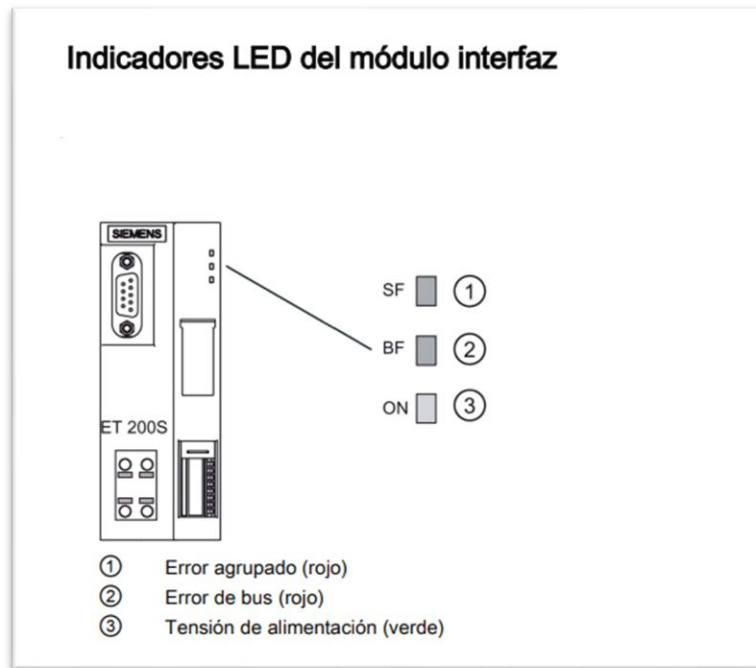 Indicadores LED del módulo interfaz
SIEMENS
SF ①
BF ②
ON ③
ET 200S
① Error agrupado (rojo)
② Error de bus (rojo)
③ Tensión de alimentación (verde)